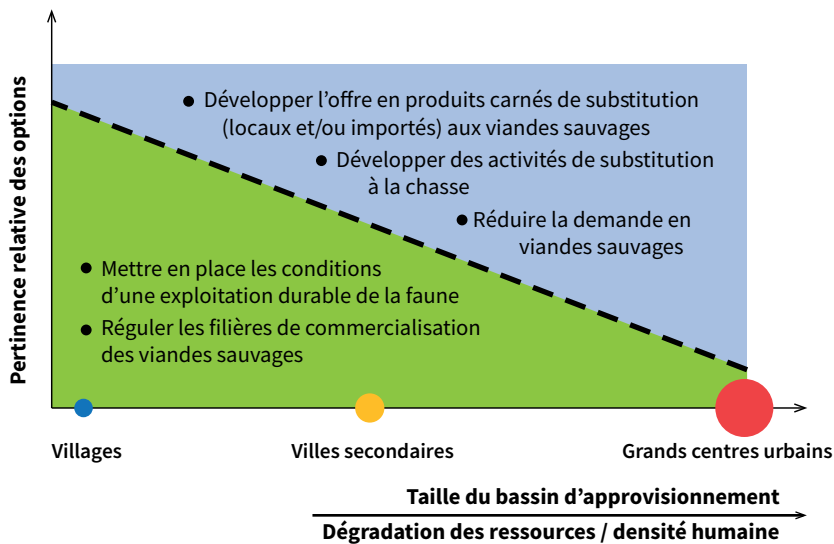 Pertinence relative des options
● Développer l’offre en produits carnés de substitution
(locaux et/ou importés) aux viandes sauvages
● Développer des activités de substitution
à la chasse
● Réduire la demande en
viandes sauvages
● Mettre en place les conditions
d’une exploitation durable de la faune
● Réguler les filières de commercialisation
des viandes sauvages
Villages
Villes secondaires
Grands centres urbains
Taille du bassin d’approvisionnement
Dégradation des ressources / densité humaine